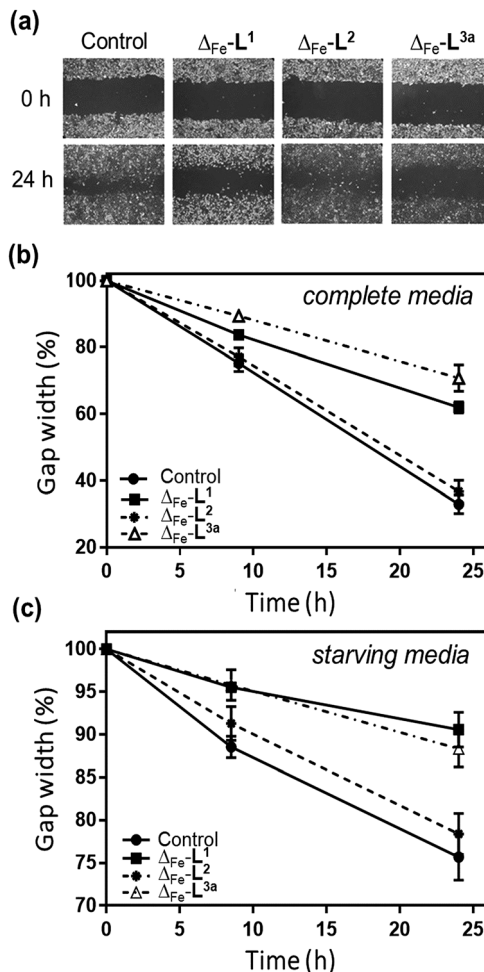 (a)
Control ΔFe-L¹ ΔFe-L² ΔFe-L³ᵃ
0 h
24 h
(b)
complete media
Gap width (%)
100
80
60
40
20
Control
ΔFe-L¹
ΔFe-L²
ΔFe-L³ᵃ
0 5 10 15 20 25
Time (h)
(c)
starving media
Gap width (%)
100
95
90
85
80
75
70
Control
ΔFe-L¹
ΔFe-L²
ΔFe-L³ᵃ
0 5 10 15 20 25
Time (h)